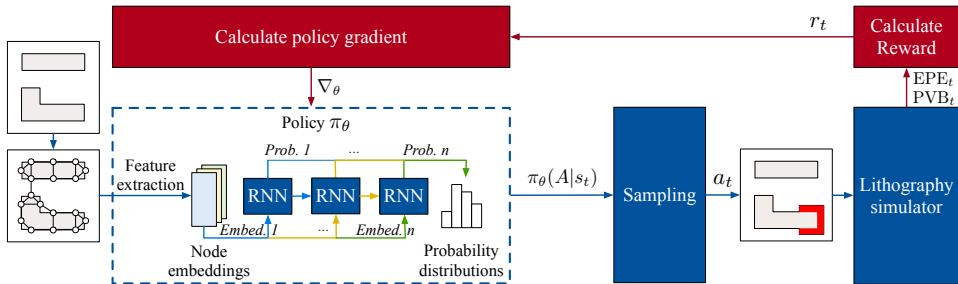 Calculate policy gradient
r_t
Calculate
Reward
∇_θ
EPE_t
PVB_t
Policy π_θ
Feature
extraction
Prob. 1
...
Prob. n
RNN
RNN
RNN
Embed. 1
...
Embed. n
Node
embeddings
Probability
distributions
π_θ(A|s_t)
Sampling
a_t
Lithography
simulator